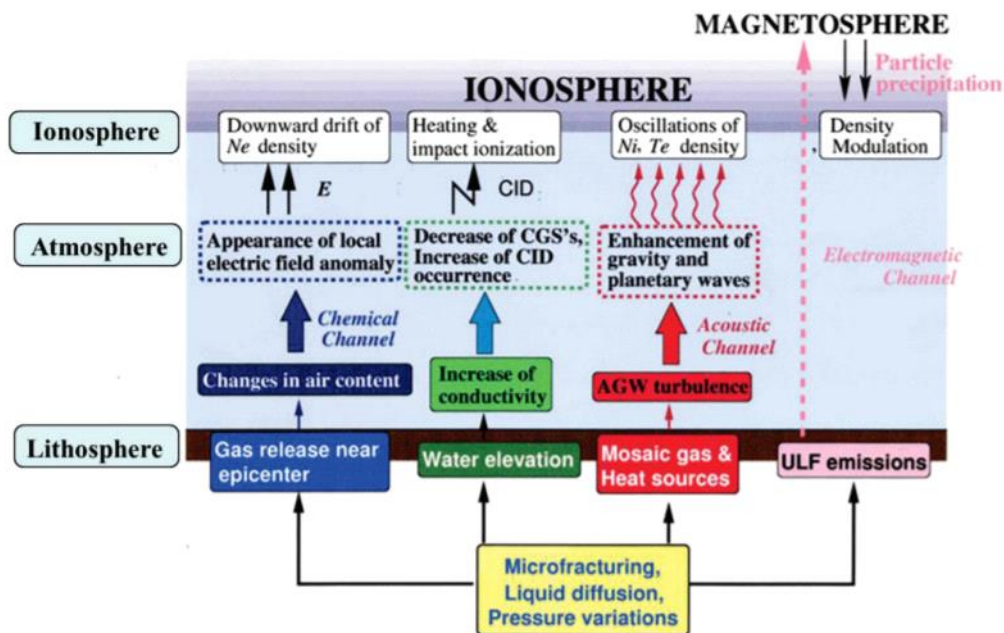 MAGNETOSPHERE
Particle
precipitation
IONOSPHERE
Ionosphere
Downward drift of
Ne density
Heating &
impact ionization
Oscillations of
Ni, Te density
Density
Modulation
E
CID
Atmosphere
Appearance of local
electric field anomaly
Decrease of CGS's,
Increase of CID
occurrence
Enhancement of
gravity and
planetary waves
Electromagnetic
Channel
Chemical
Channel
Acoustic
Channel
Changes in air content
Increase of
conductivity
AGW turbulence
Lithosphere
Gas release near
epicenter
Water elevation
Mosaic gas &
Heat sources
ULF emissions
Microfracturing,
Liquid diffusion,
Pressure variations